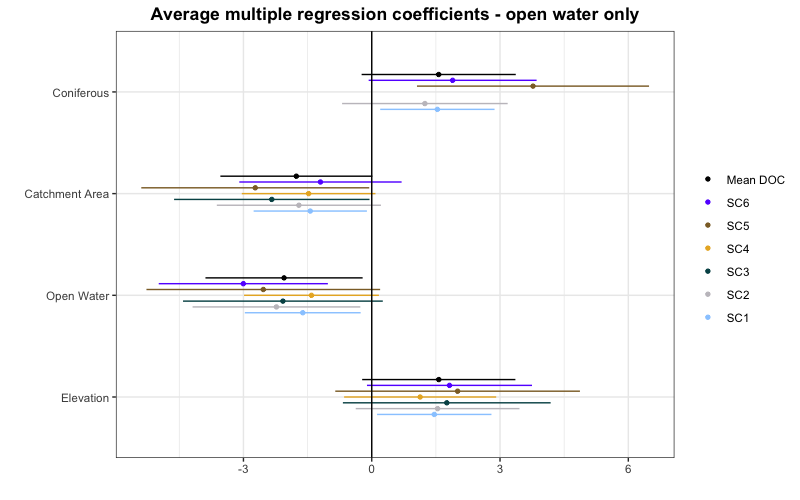 Average multiple regression coefficients - open water only
Coniferous
Catchment Area
Open Water
Elevation
-3
0
3
6
Mean DOC
SC6
SC5
SC4
SC3
SC2
SC1